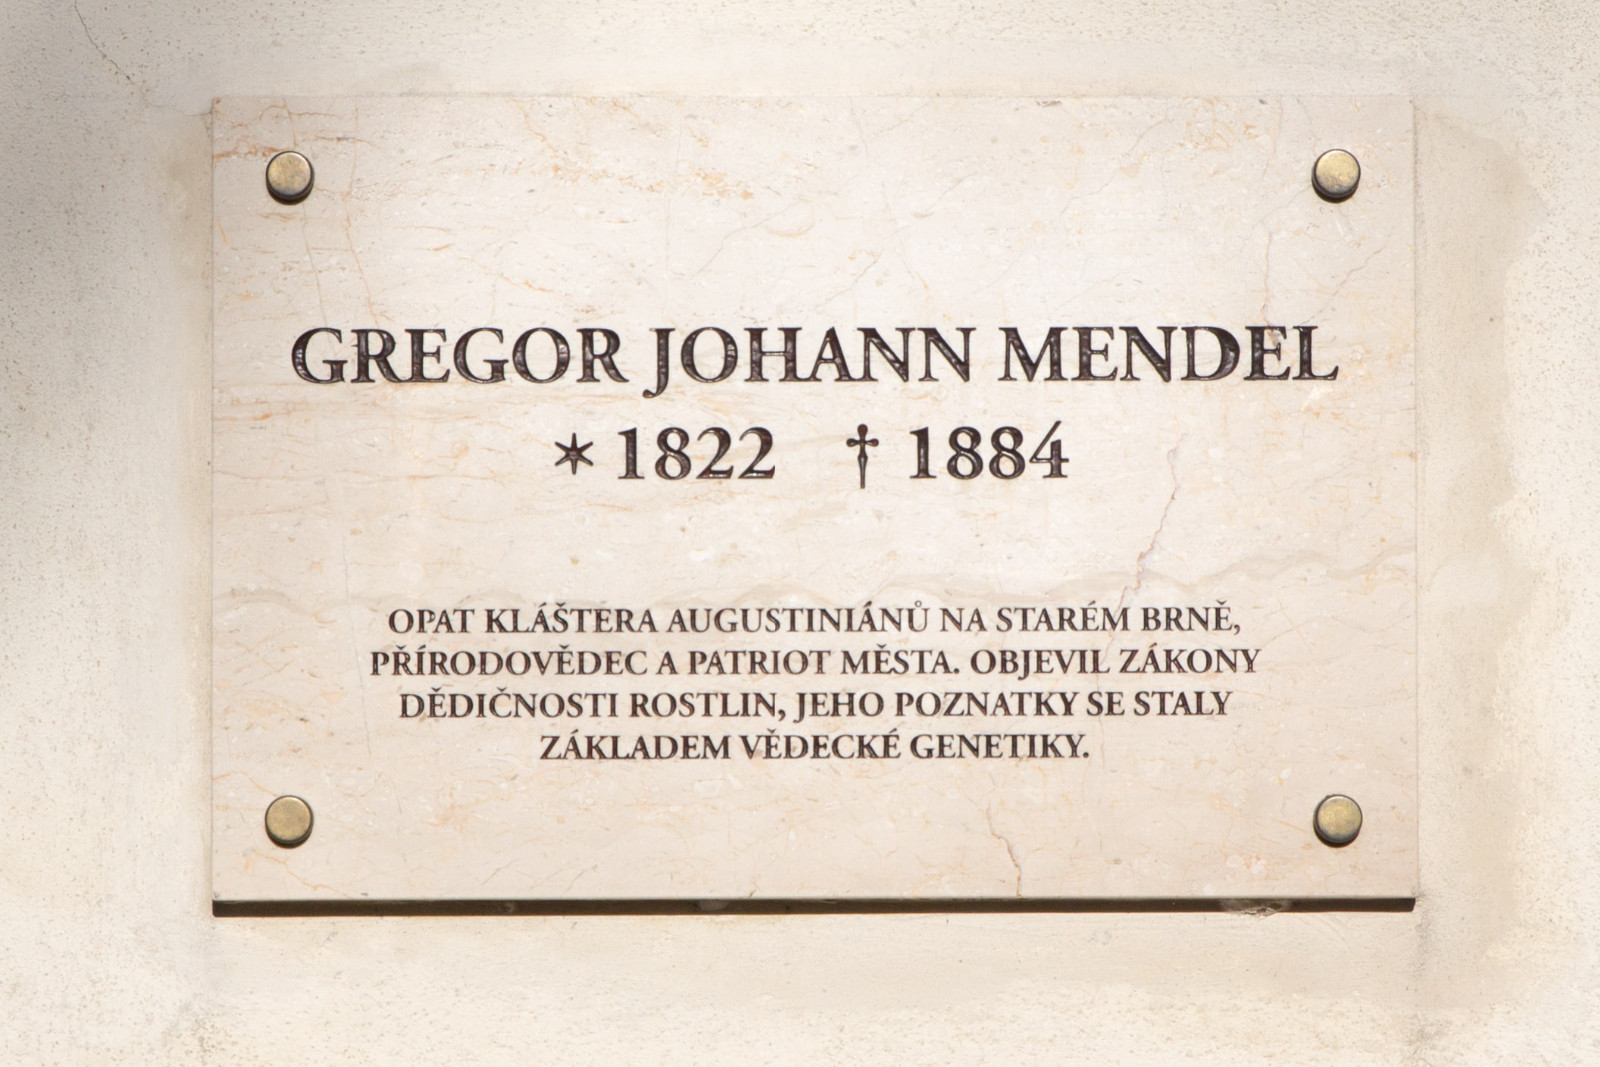 GREGOR JOHANN MENDEL
* 1822 † 1884
OPAT KLÁŠTERA AUGUSTINIÁNŮ NA STARÉM BRNĚ,
PŘÍRODOVĚDEC A PATRIOT MĚSTA. OBJEVIL ZÁKONY
DĚDIČNOSTI ROSTLIN, JEHO POZNATKY SE STALY
ZÁKLADEM VĚDECKÉ GENETIKY.